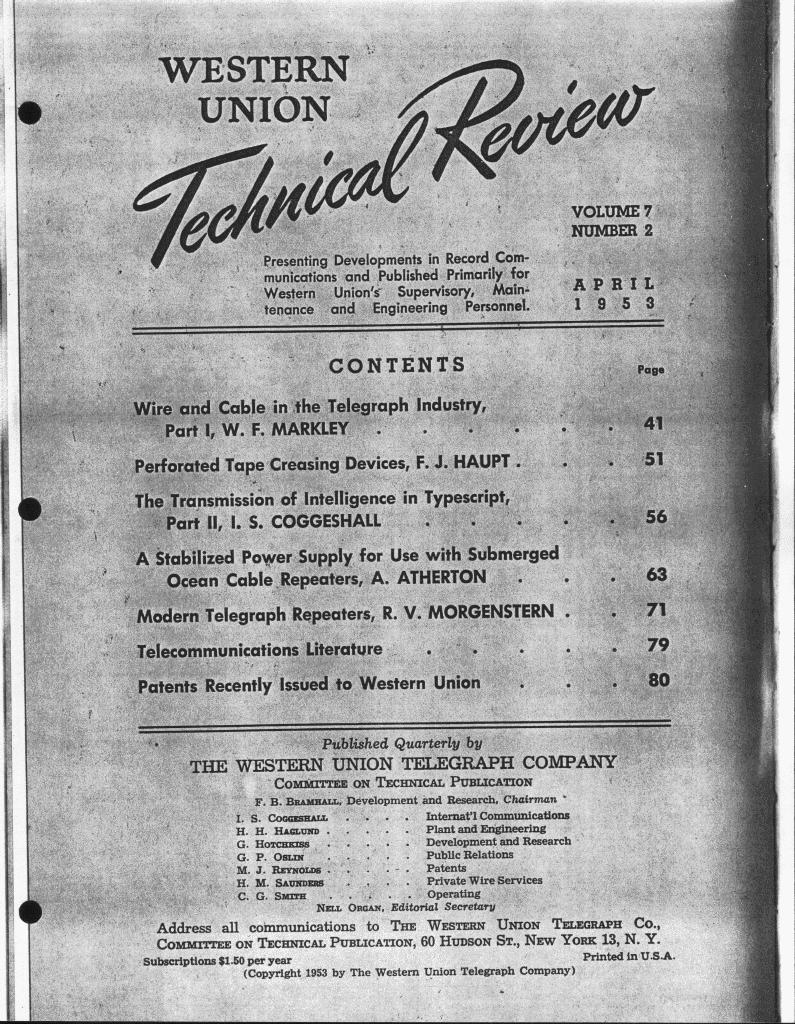 WESTERN
UNION
Technical Review
VOLUME 7
NUMBER 2
Presenting Developments in Record Com-
munications and Published Primarily for
Western Union's Supervisory, Main-
tenance and Engineering Personnel.
APRIL
1953
CONTENTS
Page
Wire and Cable in the Telegraph Industry,
Part I, W. F. MARKLEY . . . . . . 41
Perforated Tape Creasing Devices, F. J. HAUPT . . . 51
The Transmission of Intelligence in Typescript,
Part II, I. S. COGGESHALL . . . . . 56
A Stabilized Power Supply for Use with Submerged
Ocean Cable Repeaters, A. ATHERTON . . . 63
Modern Telegraph Repeaters, R. V. MORGENSTERN . . 71
Telecommunications Literature . . . . . 79
Patents Recently Issued to Western Union . . . 80
Published Quarterly by
THE WESTERN UNION TELEGRAPH COMPANY
COMMITTEE ON TECHNICAL PUBLICATION
F. B. BRAMHALL, Development and Research, Chairman
I. S. COGGESHALL . . . . Internat'l Communications
H. H. HAGLUND . . . . . Plant and Engineering
G. HOTCHKISS . . . . . Development and Research
G. P. OSLIN . . . . . Public Relations
M. J. REYNOLDS . . . . . Patents
H. M. SAUNDERS . . . . Private Wire Services
C. G. SMITH . . . . . Operating
NELL ORGAN, Editorial Secretary
Address all communications to THE WESTERN UNION TELEGRAPH CO.,
COMMITTEE ON TECHNICAL PUBLICATION, 60 HUDSON ST., NEW YORK 13, N. Y.
Subscriptions $1.50 per year
Printed in U.S.A.
(Copyright 1953 by The Western Union Telegraph Company)